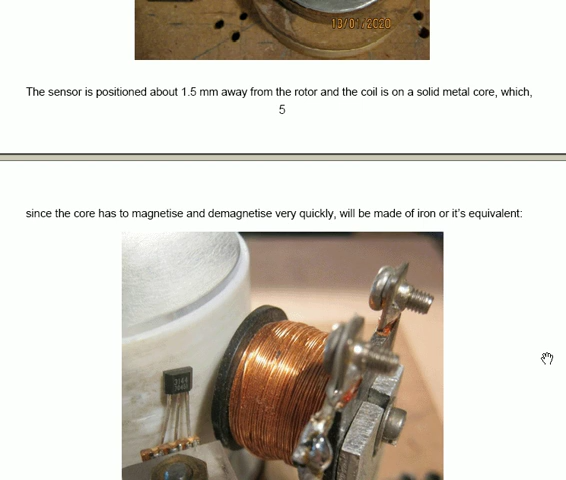 13/01/2020
The sensor is positioned about 1.5 mm away from the rotor and the coil is on a solid metal core, which,
5
since the core has to magnetise and demagnetise very quickly, will be made of iron or it's equivalent:
3144